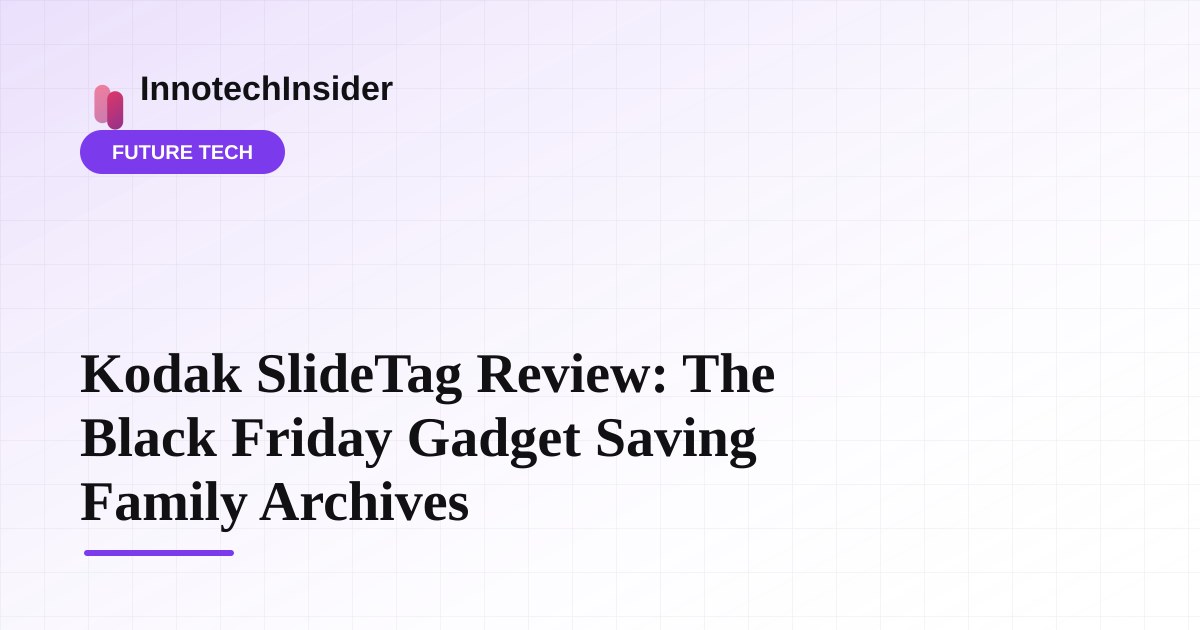 InnotechInsider
FUTURE TECH
Kodak SlideTag Review: The
Black Friday Gadget Saving
Family Archives